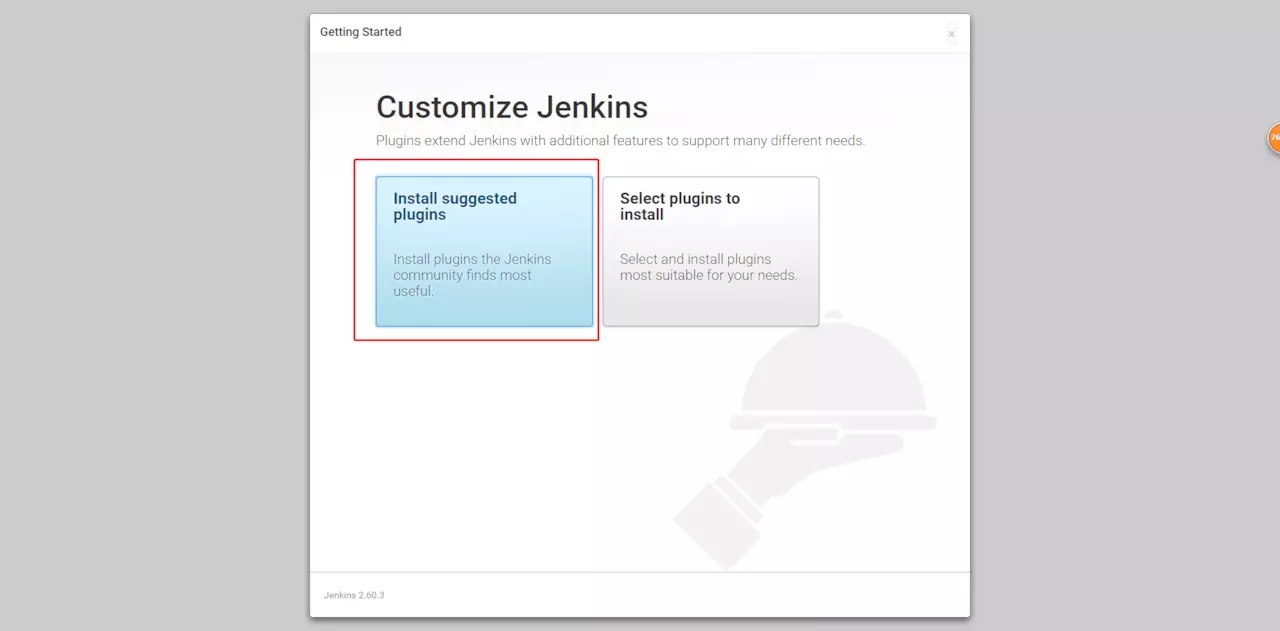 Getting Started
×
Customize Jenkins
Plugins extend Jenkins with additional features to support many different needs.
Install suggested
plugins
Install plugins the Jenkins
community finds most
useful.
Select plugins to
install
Select and install plugins
most suitable for your needs.
Jenkins 2.60.3